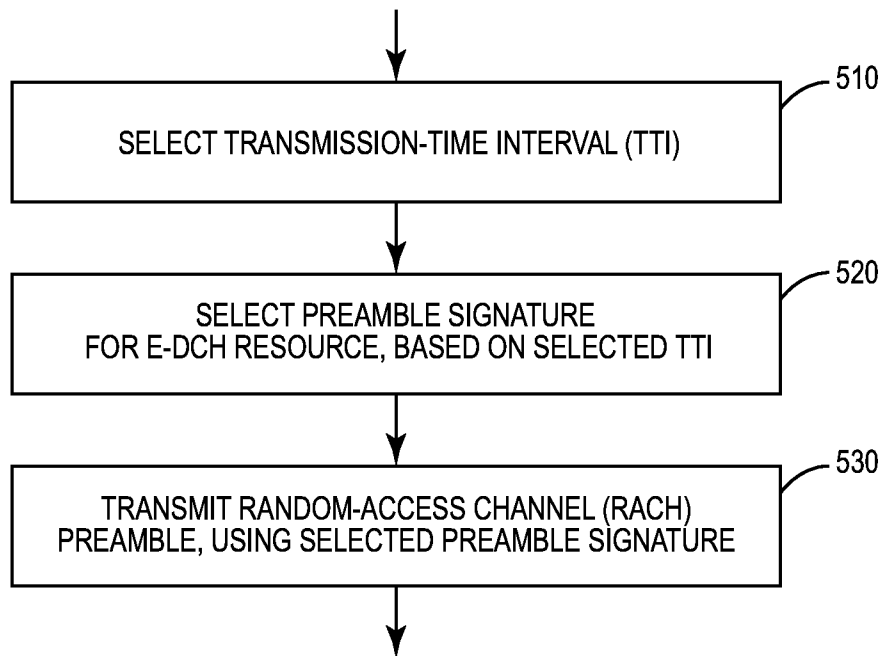 510
SELECT TRANSMISSION-TIME INTERVAL (TTI)
520
SELECT PREAMBLE SIGNATURE
FOR E-DCH RESOURCE, BASED ON SELECTED TTI
530
TRANSMIT RANDOM-ACCESS CHANNEL (RACH)
PREAMBLE, USING SELECTED PREAMBLE SIGNATURE